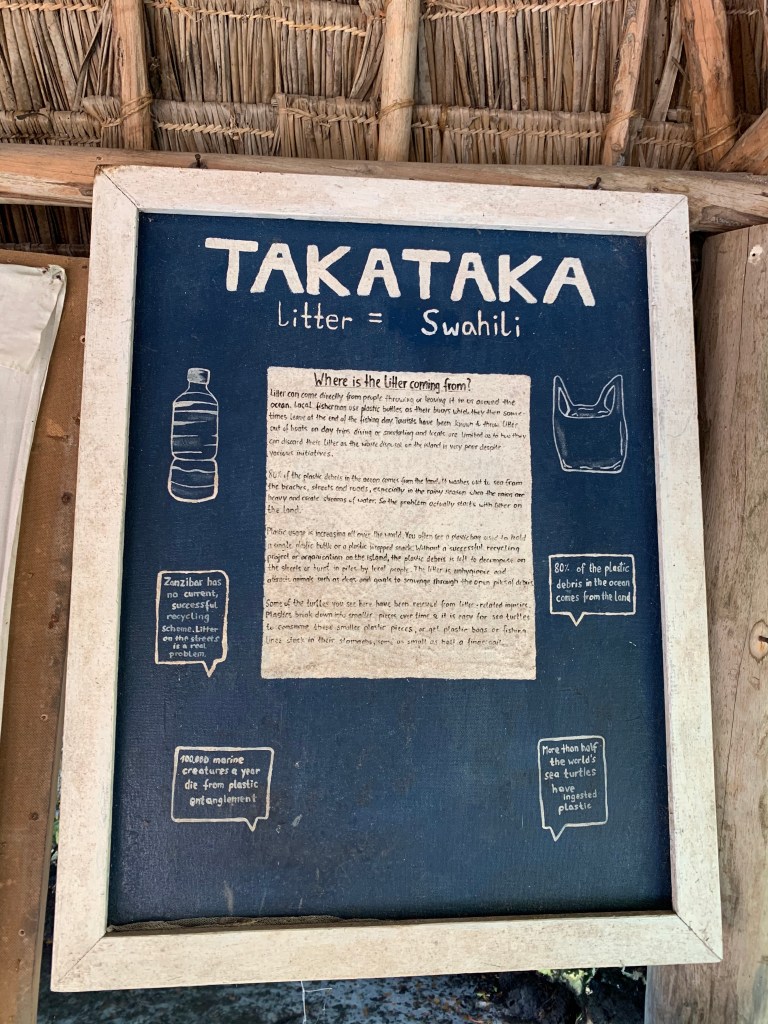 TAKATAKA
Litter = Swahili
Where is the litter coming from?
Litter can come directly from people throwing or leaving it in or around the
ocean. Local fisherman use plastic bottles as their buoys which they then some
times leave at the end of the fishing day. Tourists have been known to throw litter
out of boats on day trips, diving or snorkeling and locals are limited as to how they
can discard their litter as the waste disposal on the island is very poor despite
various initiatives.
80% of the plastic debris in the ocean comes from the land. It washes out to sea from
the beaches, streets and roads, especially in the rainy season when the rains are
heavy and create streams of water. So the problem actually starts with litter on
the land.
Plastic usage is increasing all over the world. You often see a plastic bag used to hold
a single plastic bottle or a plastic wrapped snack. Without a successful recycling
project or organization on the island, the plastic debris is left to decompose on
the streets or burnt in piles by local people. The litter is unhygienic and
attracts animals such as dogs and goats to scavenge through the open piles of debris
Some of the turtles you see here have been rescued from litter-related injuries.
Plastics break down into smaller pieces over time & it is easy for sea turtles
to consume these smaller plastic pieces, or get plastic bags or fishing
lines stuck in their stomachs, some as small as half a fingernail.
Zanzibar has
no current,
successful
recycling
scheme. Litter
on the streets
is a real
problem.
80% of the plastic
debris in the ocean
comes from the land
100,000 marine
creatures a year
die from plastic
entanglement
More than half
the world's
sea turtles
have
ingested
plastic